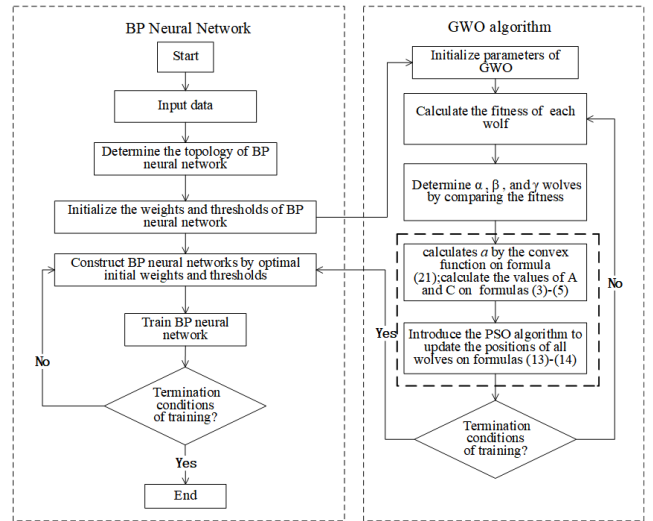 BP Neural Network
Start
Input data
Determine the topology of BP
neural network
Initialize the weights and thresholds of BP
neural network
Construct BP neural networks by optimal
initial weights and thresholds
Train BP neural
network
No
Termination
conditions
of training?
Yes
End
GWO algorithm
Initialize parameters of
GWO
Calculate the fitness of each
wolf
Determine α, β, and γ wolves
by comparing the fitness
calculates a by the convex
function on formula
(21);calculate the values of A
and C on formulas (3)-(5)
No
Yes
Introduce the PSO algorithm to
update the positions of all
wolves on formulas (13)-(14)
Termination
conditions
of training?